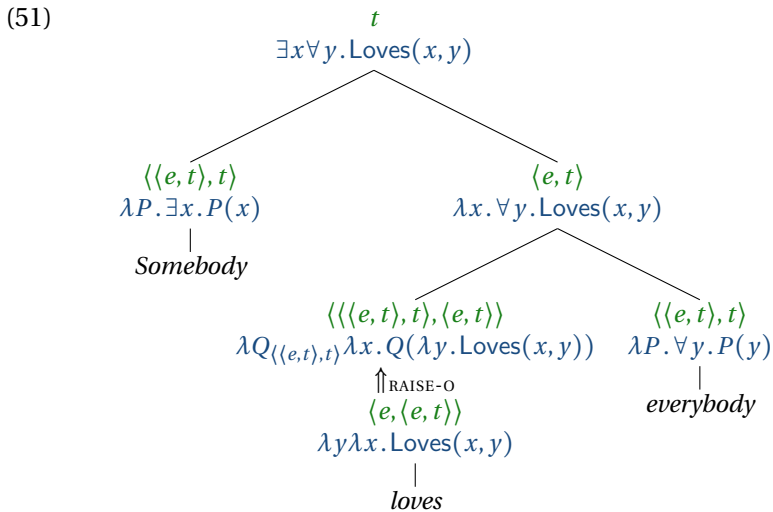 (51)
t
∃x∀y.Loves(x, y)
⟨⟨e, t⟩, t⟩ ⟨e, t⟩
λP.∃x.P(x) λx.∀y.Loves(x, y)
Somebody
⟨⟨⟨e, t⟩, t⟩, ⟨e, t⟩⟩ ⟨⟨e, t⟩, t⟩
λQ⟨⟨e,t⟩,t⟩λx.Q(λy.Loves(x, y)) λP.∀y.P(y)
⇑RAISE-O
everybody
⟨e, ⟨e, t⟩⟩
λyλx.Loves(x, y)
loves